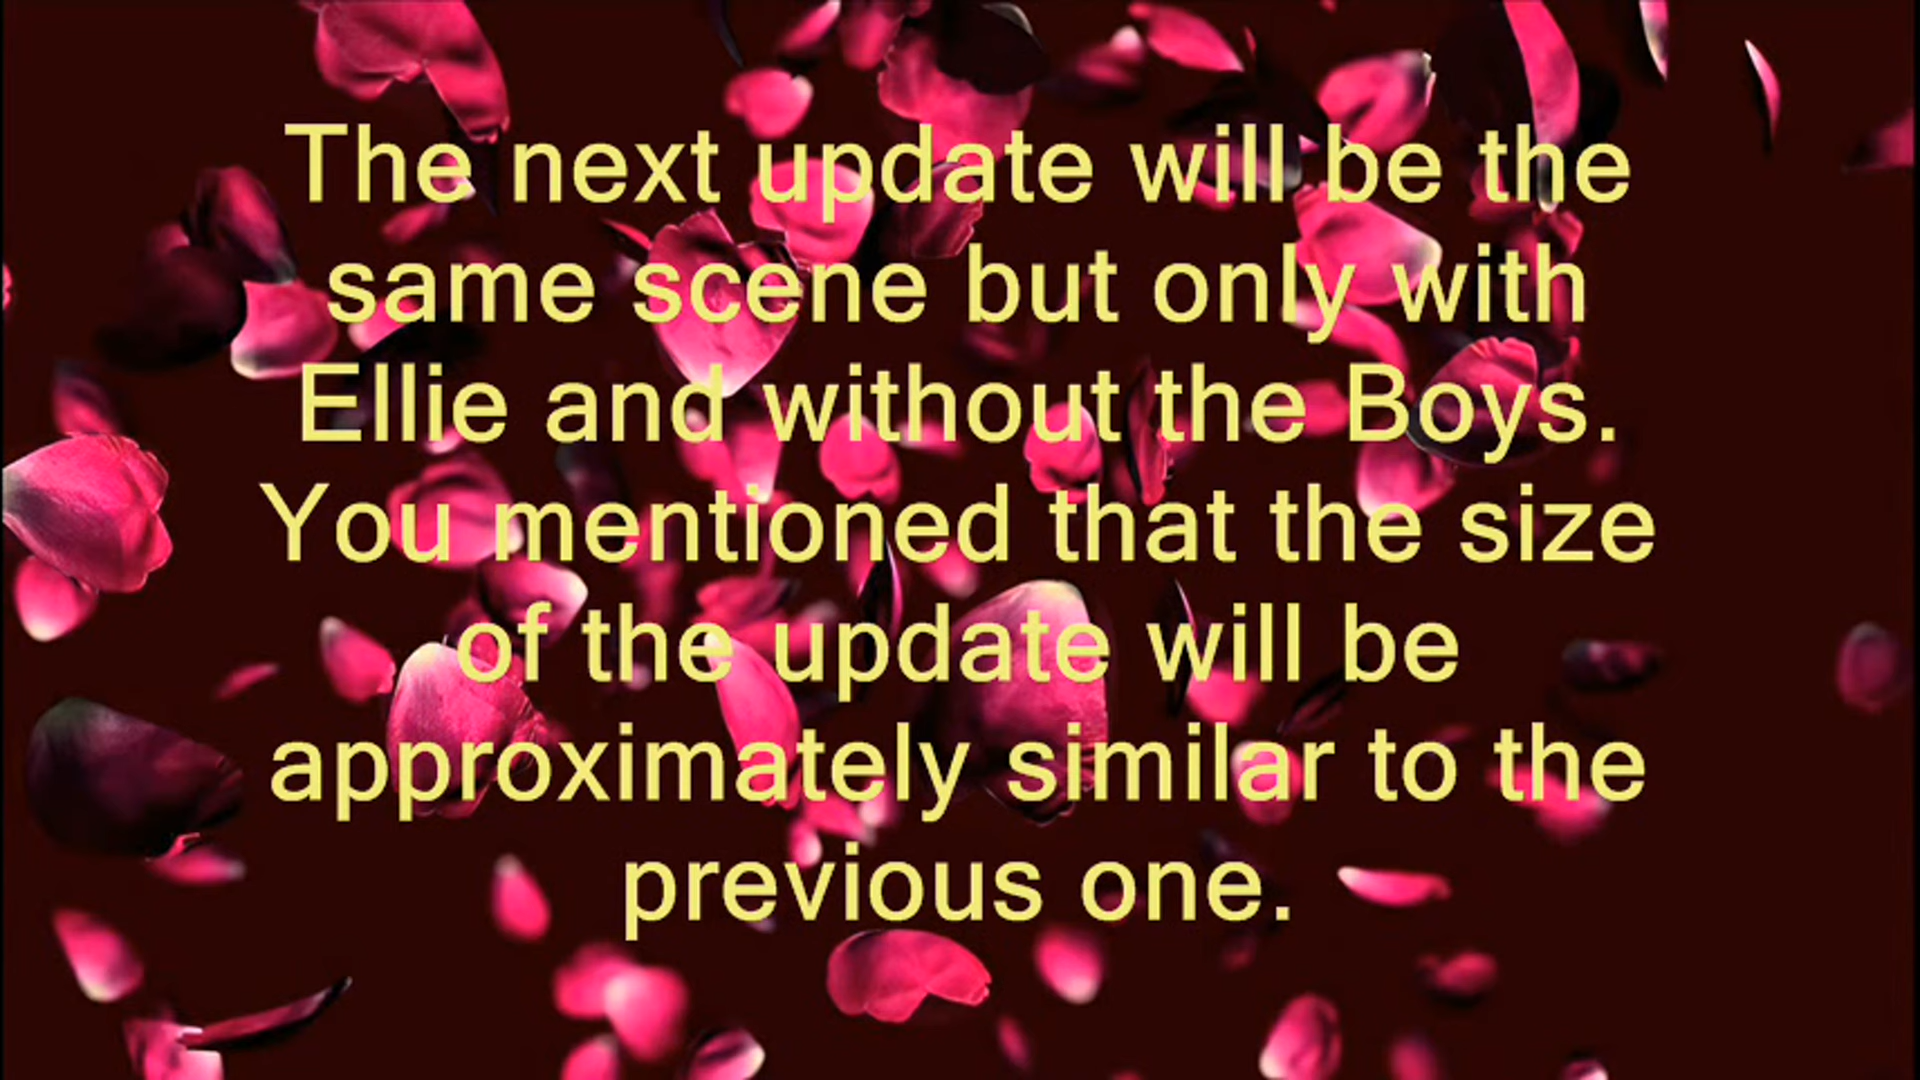 The next update will be the
same scene but only with
Ellie and without the Boys.
You mentioned that the size
of the update will be
approximately similar to the
previous one.